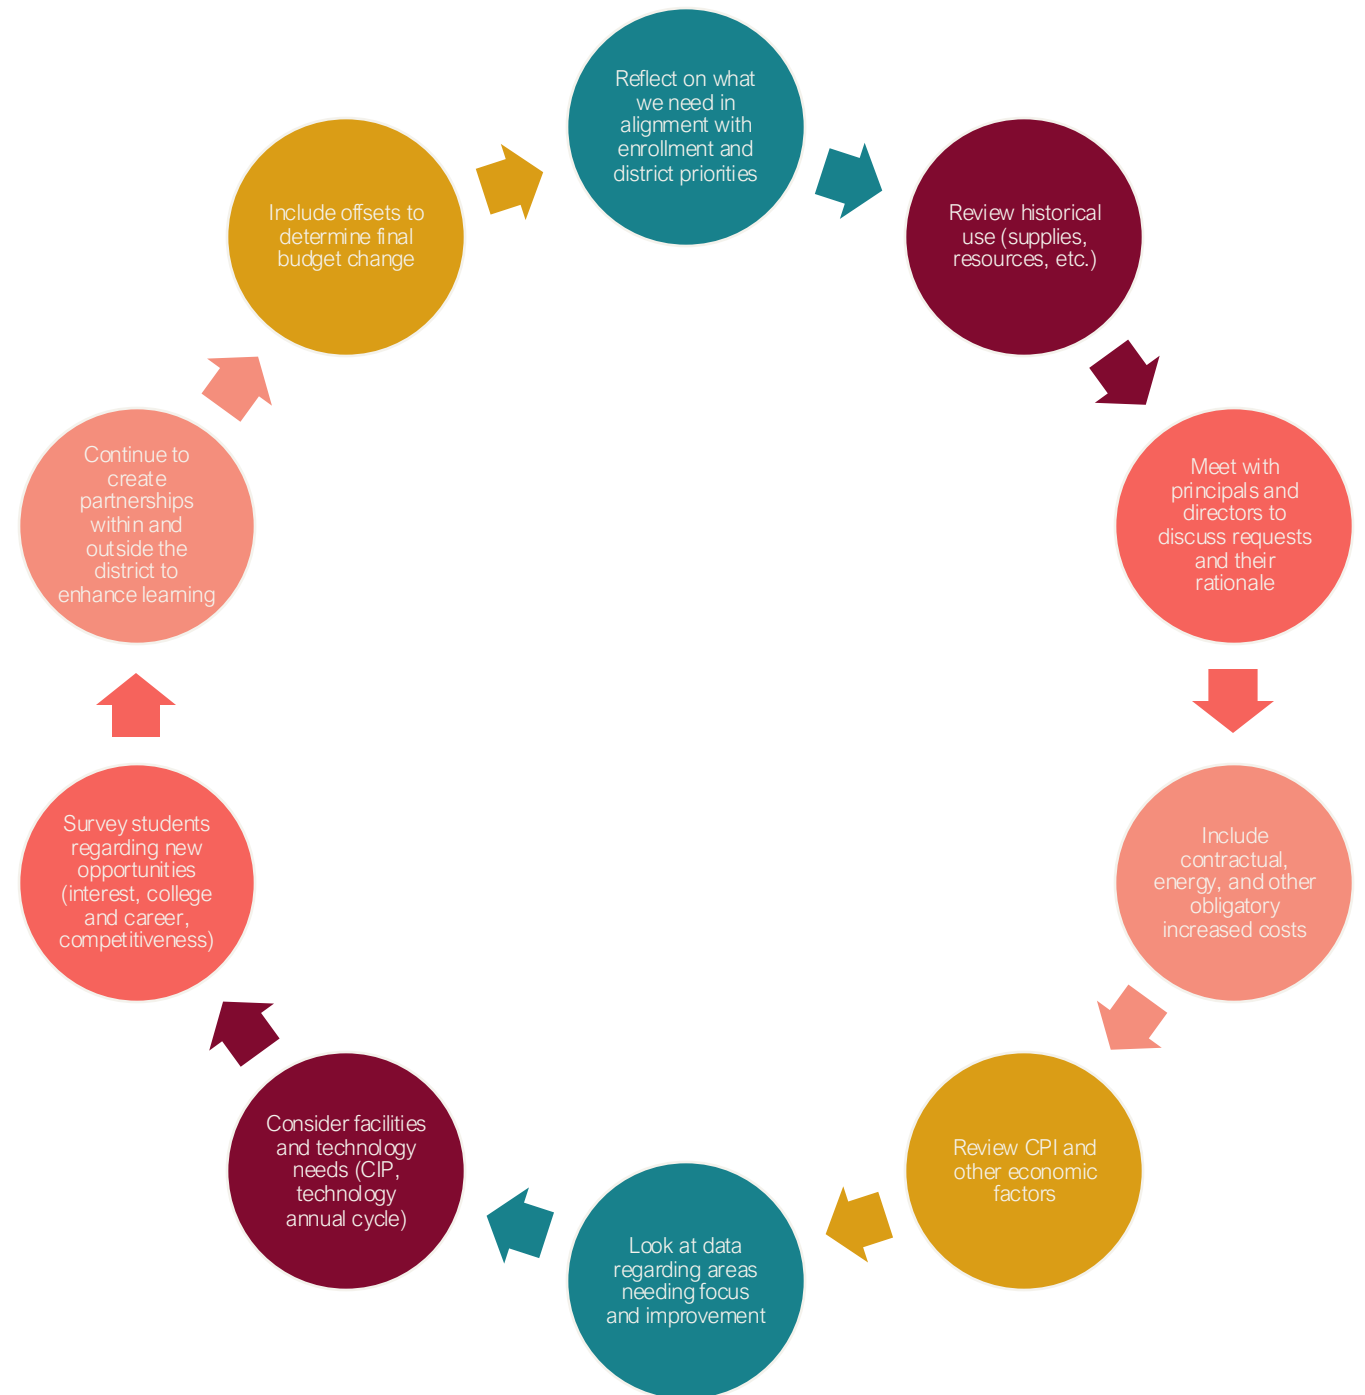 Reflect on what
we need in
alignment with
enrollment and
district priorities
Review historical
use (supplies,
resources, etc.)
Meet with
principals and
directors to
discuss requests
and their
rationale
Include
contractual,
energy, and other
obligatory
increased costs
Review CPI and
other economic
factors
Look at data
regarding areas
needing focus
and improvement
Consider facilities
and technology
needs (CIP,
technology
annual cycle)
Survey students
regarding new
opportunities
(interest, college
and career,
competitiveness)
Continue to
create
partnerships
within and
outside the
district to
enhance learning
Include offsets to
determine final
budget change